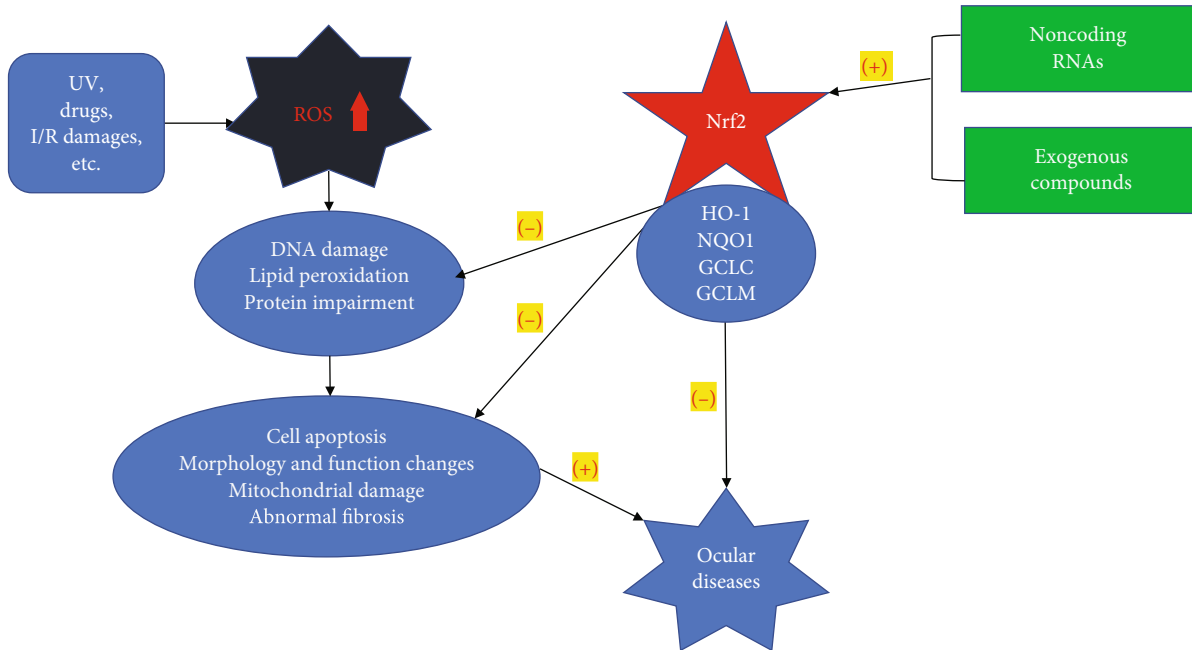 UV,
drugs,
I/R damages,
etc.
ROS
(+)
Nrf2
Noncoding
RNAs
Exogenous
compounds
HO-1
NQO1
GCLC
GCLM
(–)
DNA damage
Lipid peroxidation
Protein impairment
(–)
(–)
Cell apoptosis
Morphology and function changes
Mitochondrial damage
Abnormal fibrosis
(+)
Ocular
diseases